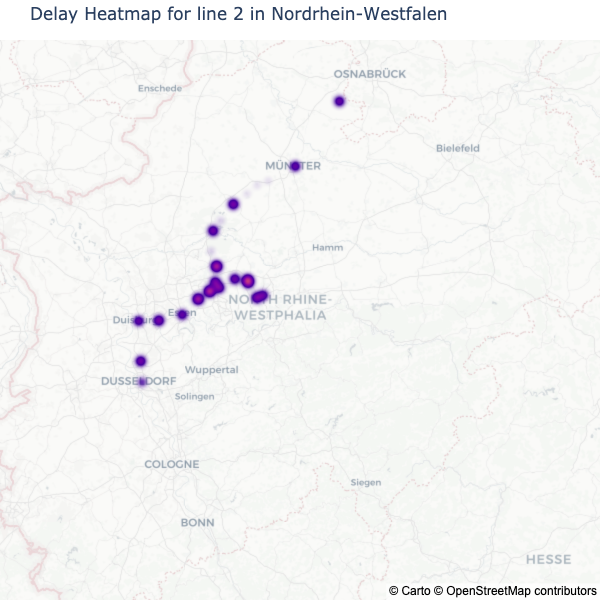 Delay Heatmap for line 2 in Nordrhein-Westfalen
OSNABRÜCK
Enschede
Bielefeld
MÜNSTER
Hamm
NORTH RHINE-
WESTPHALIA
Essen
Duisburg
Wuppertal
DUSSELDORF
Solingen
COLOGNE
Siegen
BONN
HESSE
© Carto © OpenStreetMap contributors